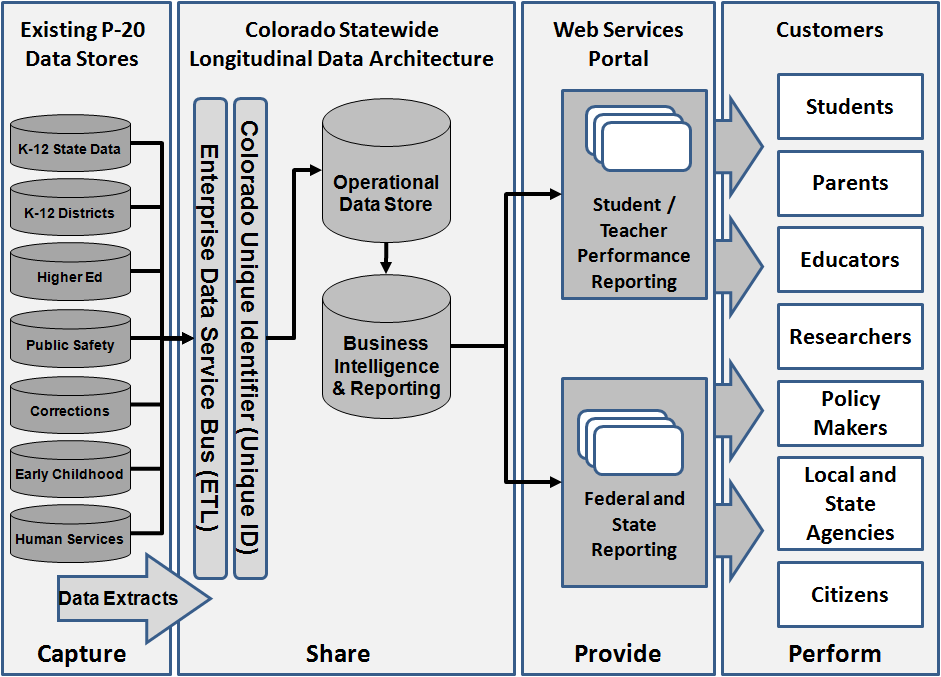 Existing P-20
Data Stores
K-12 State Data
K-12 Districts
Higher Ed
Public Safety
Corrections
Early Childhood
Human Services
Data Extracts
Capture
Colorado Statewide
Longitudinal Data Architecture
Enterprise Data Service Bus (ETL)
Colorado Unique Identifier (Unique ID)
Operational
Data Store
Business
Intelligence
& Reporting
Share
Web Services
Portal
Student /
Teacher
Performance
Reporting
Federal and
State
Reporting
Provide
Customers
Students
Parents
Educators
Researchers
Policy
Makers
Local and
State
Agencies
Citizens
Perform